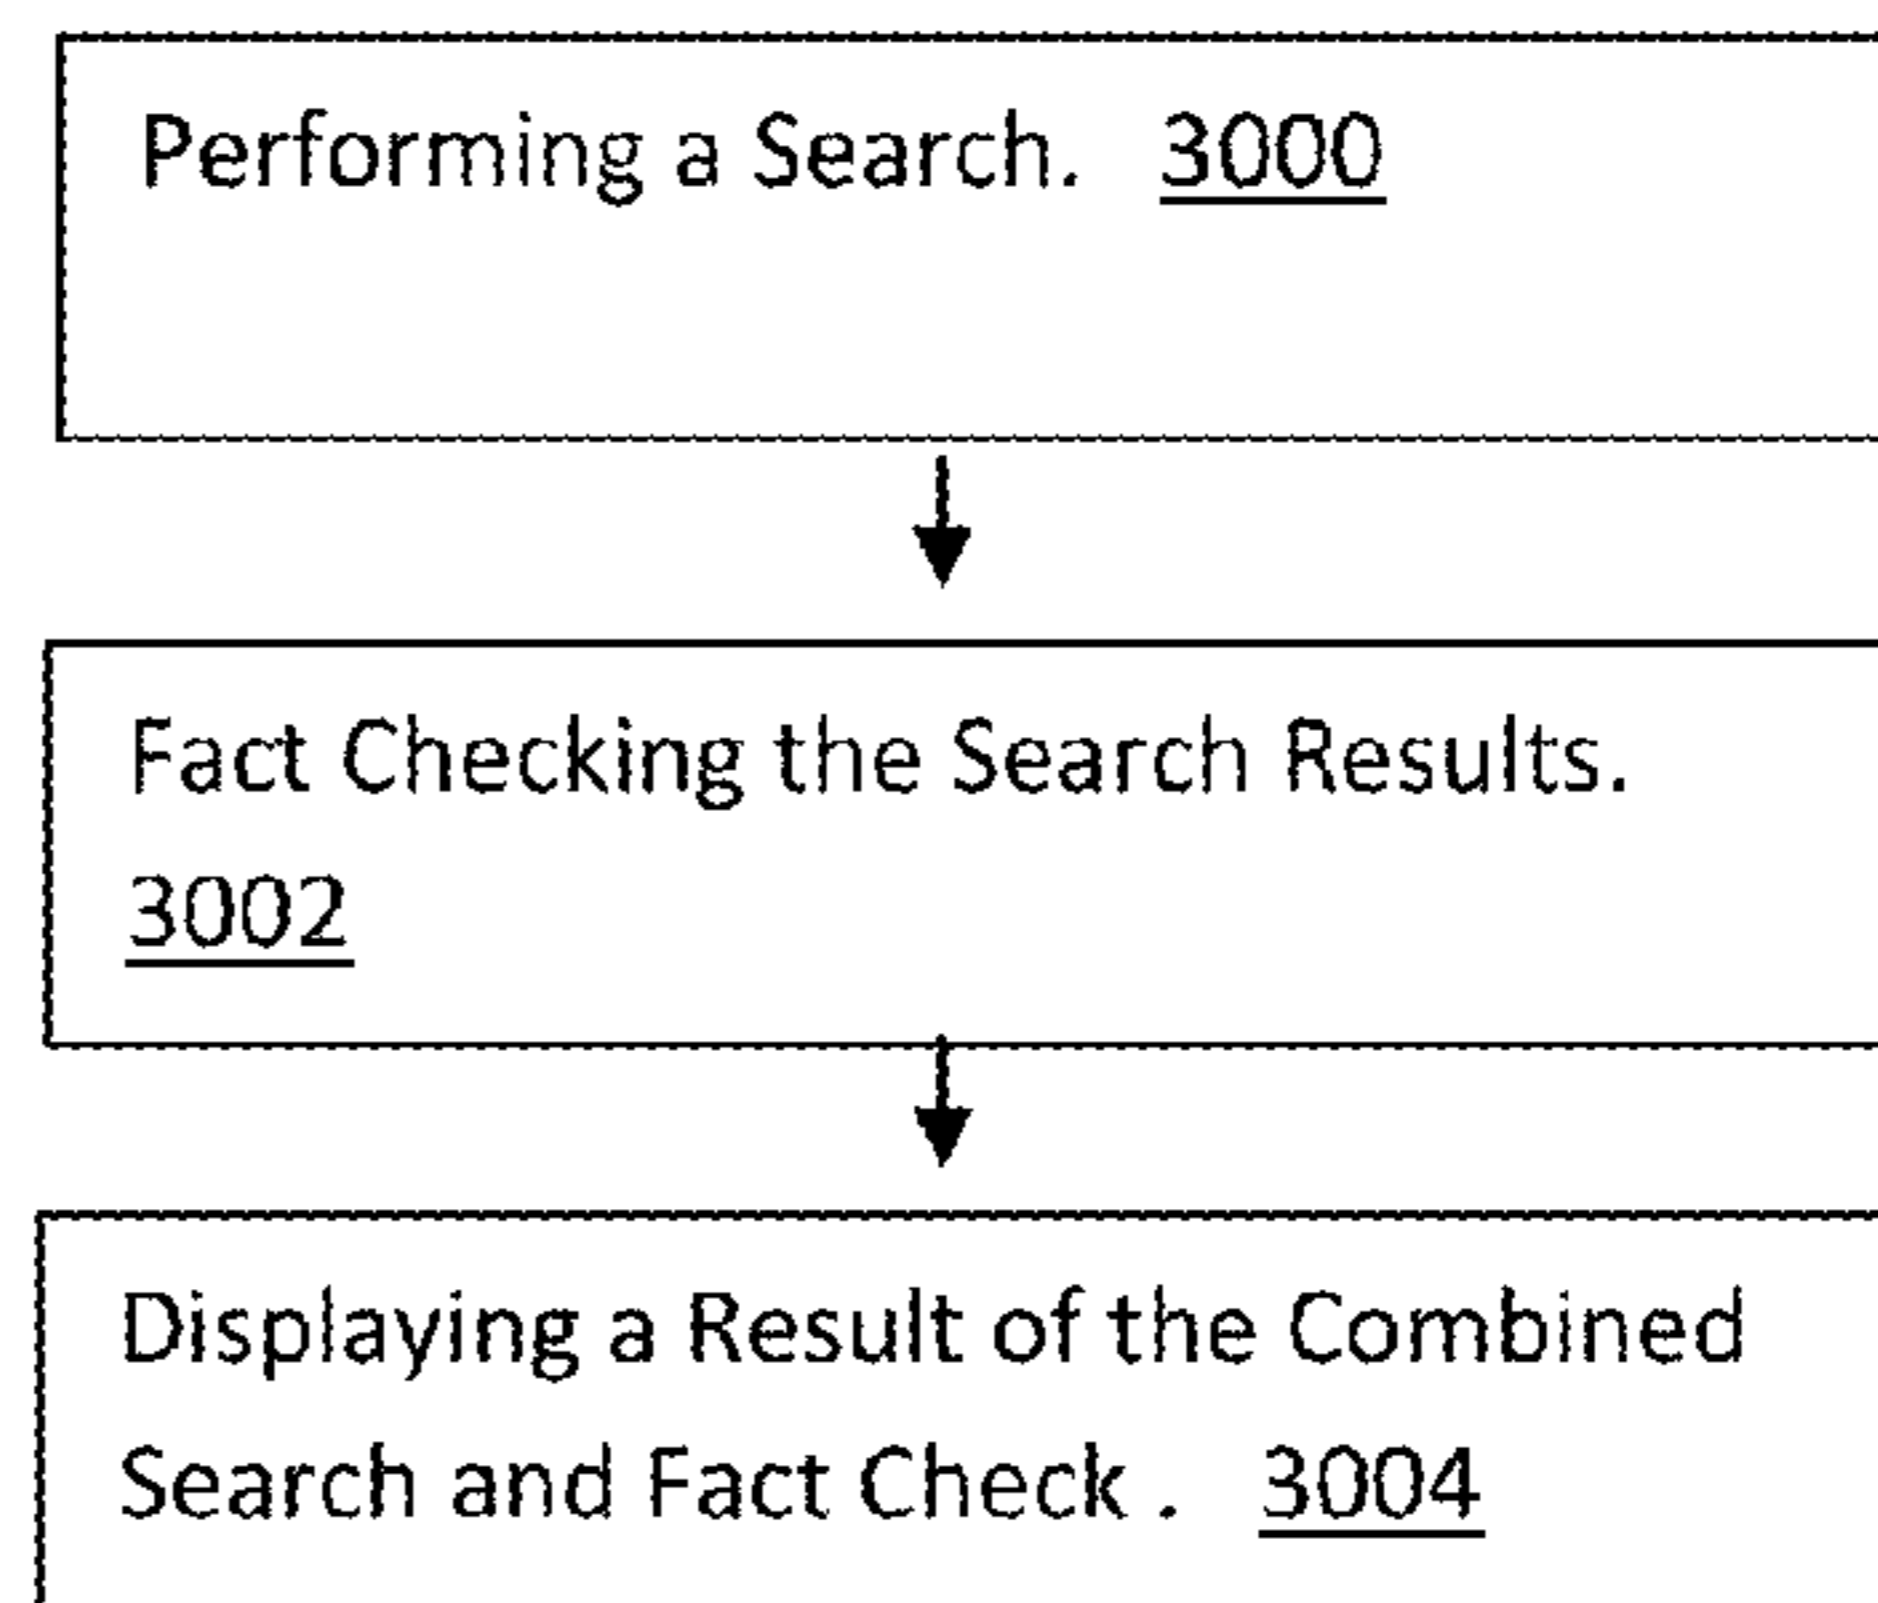 Performing a Search. 3000
Fact Checking the Search Results.
3002
Displaying a Result of the Combined
Search and Fact Check . 3004